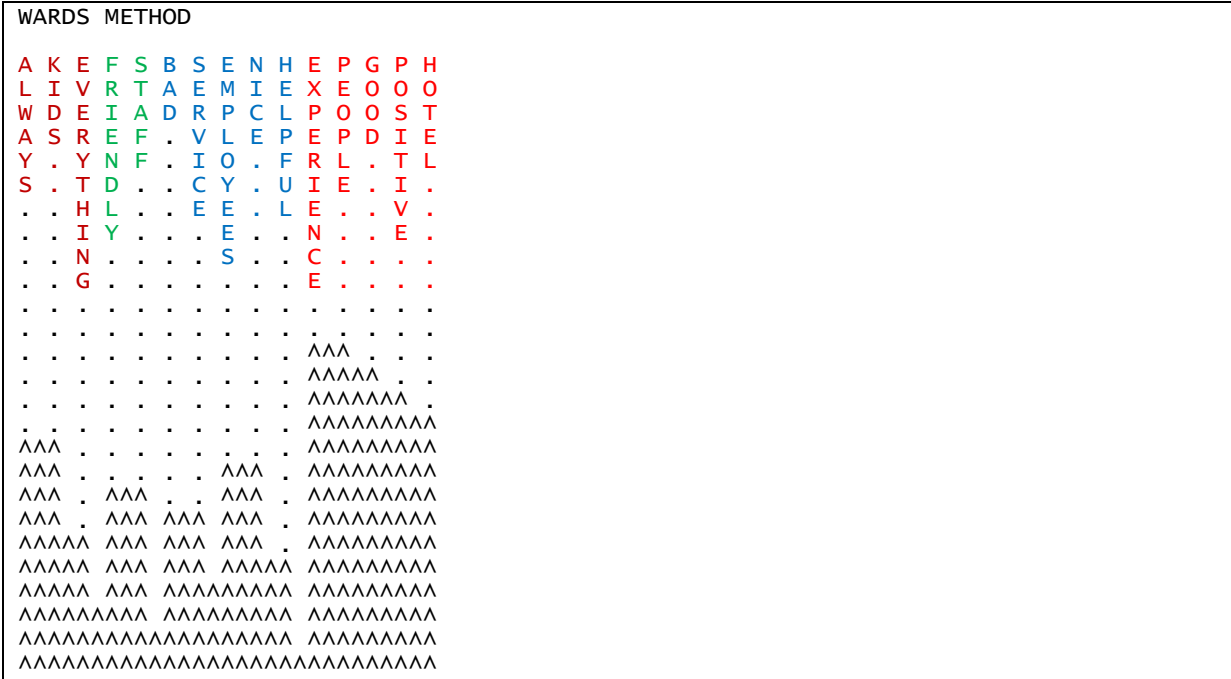 WARDS METHOD
A K E F S B S E N H E P G P H
L I V R T A E M I E X E O O O
W D E I A D R P C L P O O S T
A S R E F . V L E P E P D I E
Y . Y N F . I O . F R L . T L
S . T D . . C Y . U I E . I .
. . H L . . E E . L E . . V .
. . I Y . . . E . . N . . E .
. . N . . . . S . . C . . . .
. . G . . . . . . . E . . . .
. . . . . . . . . . . . . . .
. . . . . . . . . . . . . . .
. . . . . . . . . . ^^^ . . .
. . . . . . . . . . ^^^^^ . .
. . . . . . . . . . ^^^^^^^ .
. . . . . . . . . . ^^^^^^^^^
^^^ . . . . . . . . ^^^^^^^^^
^^^ . . . . . ^^^ . ^^^^^^^^^
^^^ . ^^^ . . ^^^ . ^^^^^^^^^
^^^ . ^^^ ^^^ ^^^ . ^^^^^^^^^
^^^^^ ^^^ ^^^ ^^^ . ^^^^^^^^^
^^^^^ ^^^ ^^^ ^^^^^ ^^^^^^^^^
^^^^^ ^^^ ^^^^^^^^^ ^^^^^^^^^
^^^^^^^^^ ^^^^^^^^^ ^^^^^^^^^
^^^^^^^^^^^^^^^^^^^ ^^^^^^^^^
^^^^^^^^^^^^^^^^^^^^^^^^^^^^^